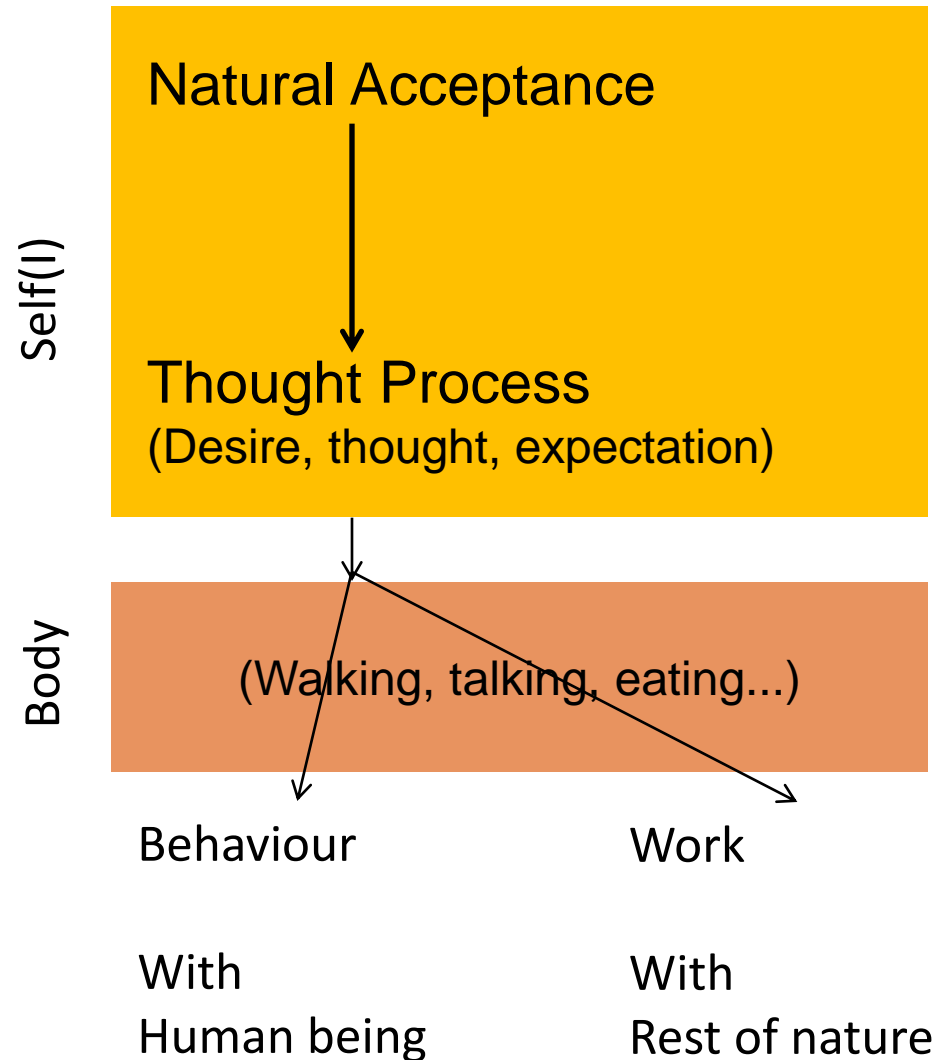 Natural Acceptance
Self(I)
Thought Process
(Desire, thought, expectation)
Body
(Walking, talking, eating...)
Behaviour
Work
With
Human being
With
Rest of nature